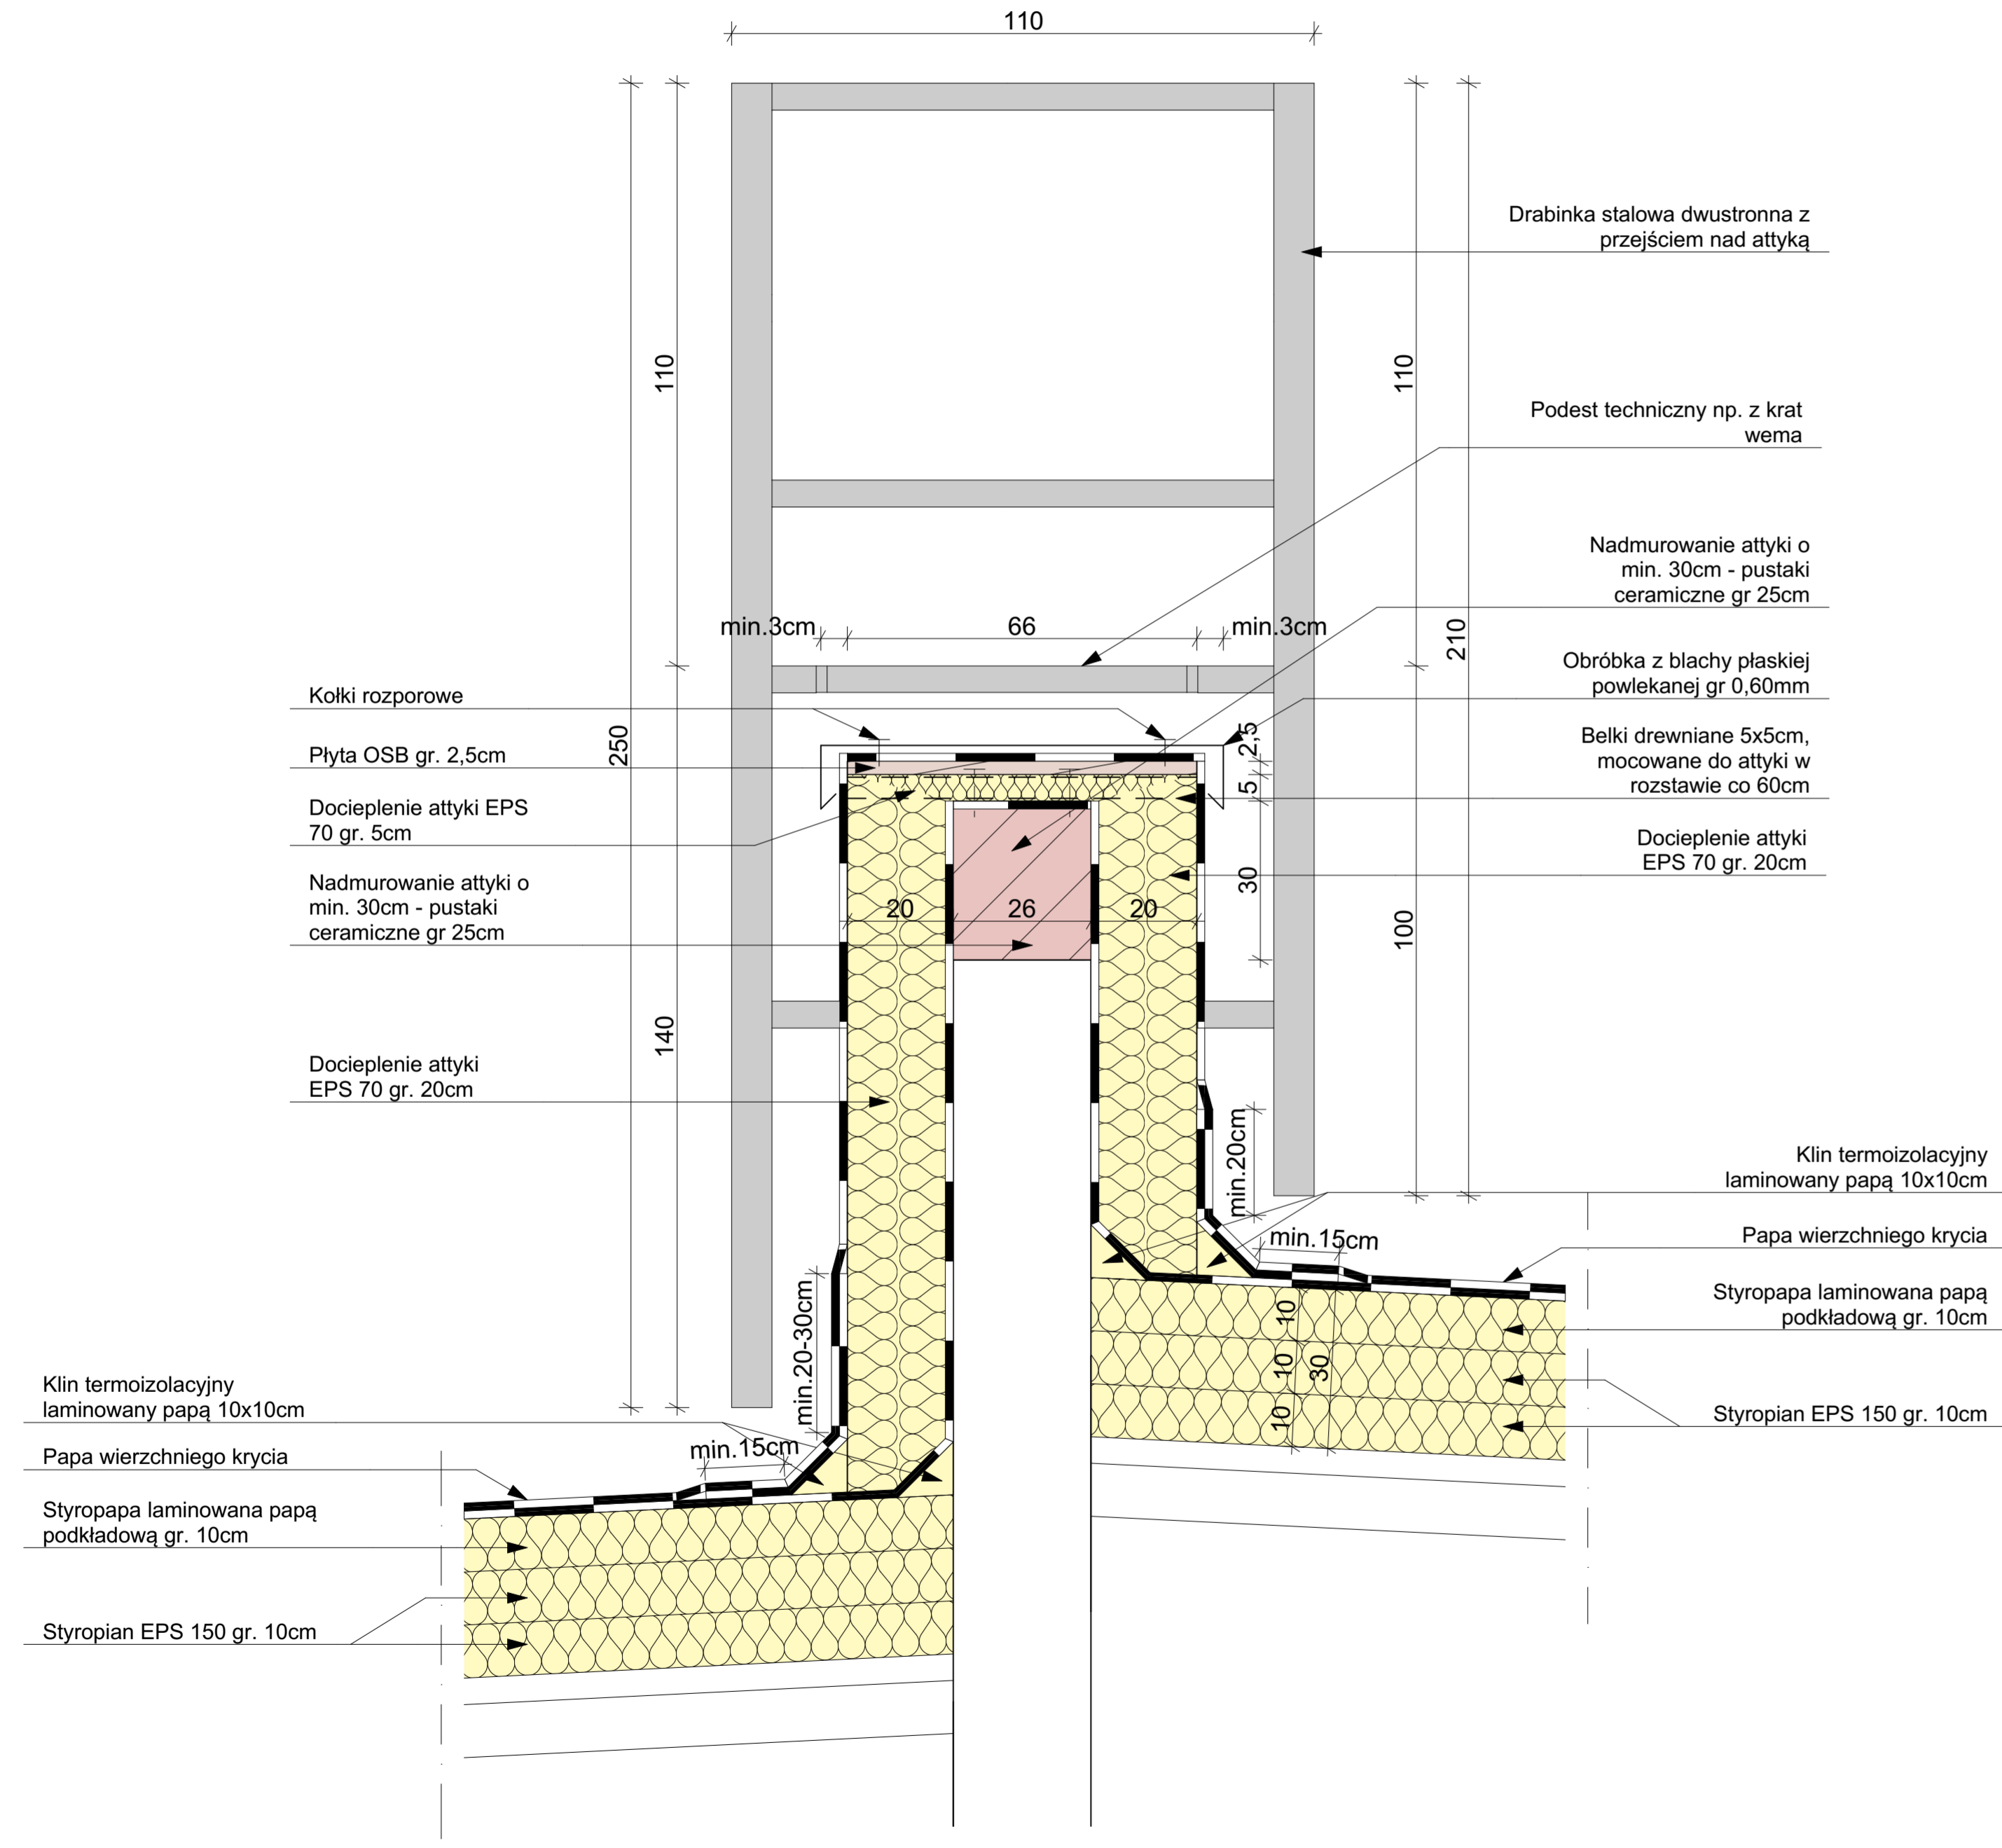 110
Drabinka stalowa dwustronna z
przejściem nad attyką
110
110
Podest techniczny np. z krat
wema
Nadmurowanie attyki o
min. 30cm - pustaki
ceramiczne gr 25cm
min.3cm
66
min.3cm
210
Obróbka z blachy płaskiej
powlekanej gr 0,60mm
Kołki rozporowe
250
2,5
Belki drewniane 5x5cm,
mocowane do attyki w
rozstawie co 60cm
Płyta OSB gr. 2,5cm
5
Docieplenie attyki EPS
70 gr. 5cm
Docieplenie attyki
EPS 70 gr. 20cm
Nadmurowanie attyki o
min. 30cm - pustaki
ceramiczne gr 25cm
30
20
26
20
100
140
Docieplenie attyki
EPS 70 gr. 20cm
min.20cm
Klin termoizolacyjny
laminowany papą 10x10cm
min.15cm
Papa wierzchniego krycia
Styropapa laminowana papą
podkładową gr. 10cm
10
10
30
10
Styropian EPS 150 gr. 10cm
min.20-30cm
Klin termoizolacyjny
laminowany papą 10x10cm
min.15cm
Papa wierzchniego krycia
Styropapa laminowana papą
podkładową gr. 10cm
Styropian EPS 150 gr. 10cm